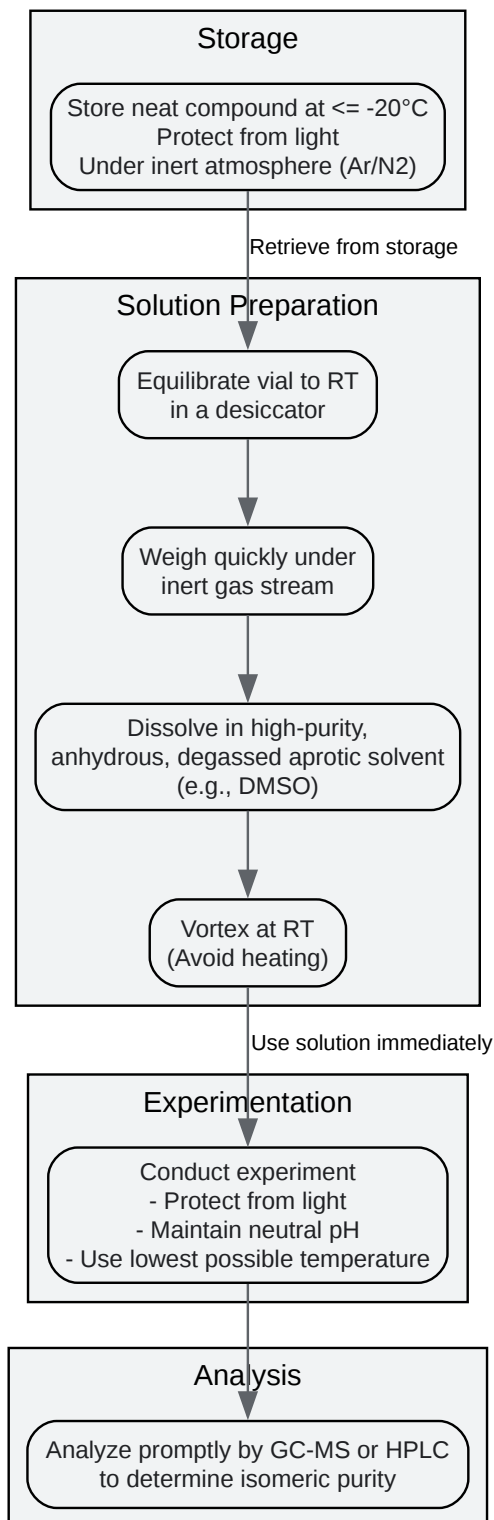 Storage
Store neat compound at <= -20°C
Protect from light
Under inert atmosphere (Ar/N2)
Retrieve from storage
Solution Preparation
Equilibrate vial to RT
in a desiccator
Weigh quickly under
inert gas stream
Dissolve in high-purity,
anhydrous, degassed aprotic solvent
(e.g., DMSO)
Vortex at RT
(Avoid heating)
Use solution immediately
Experimentation
Conduct experiment
- Protect from light
- Maintain neutral pH
- Use lowest possible temperature
Analysis
Analyze promptly by GC-MS or HPLC
to determine isomeric purity